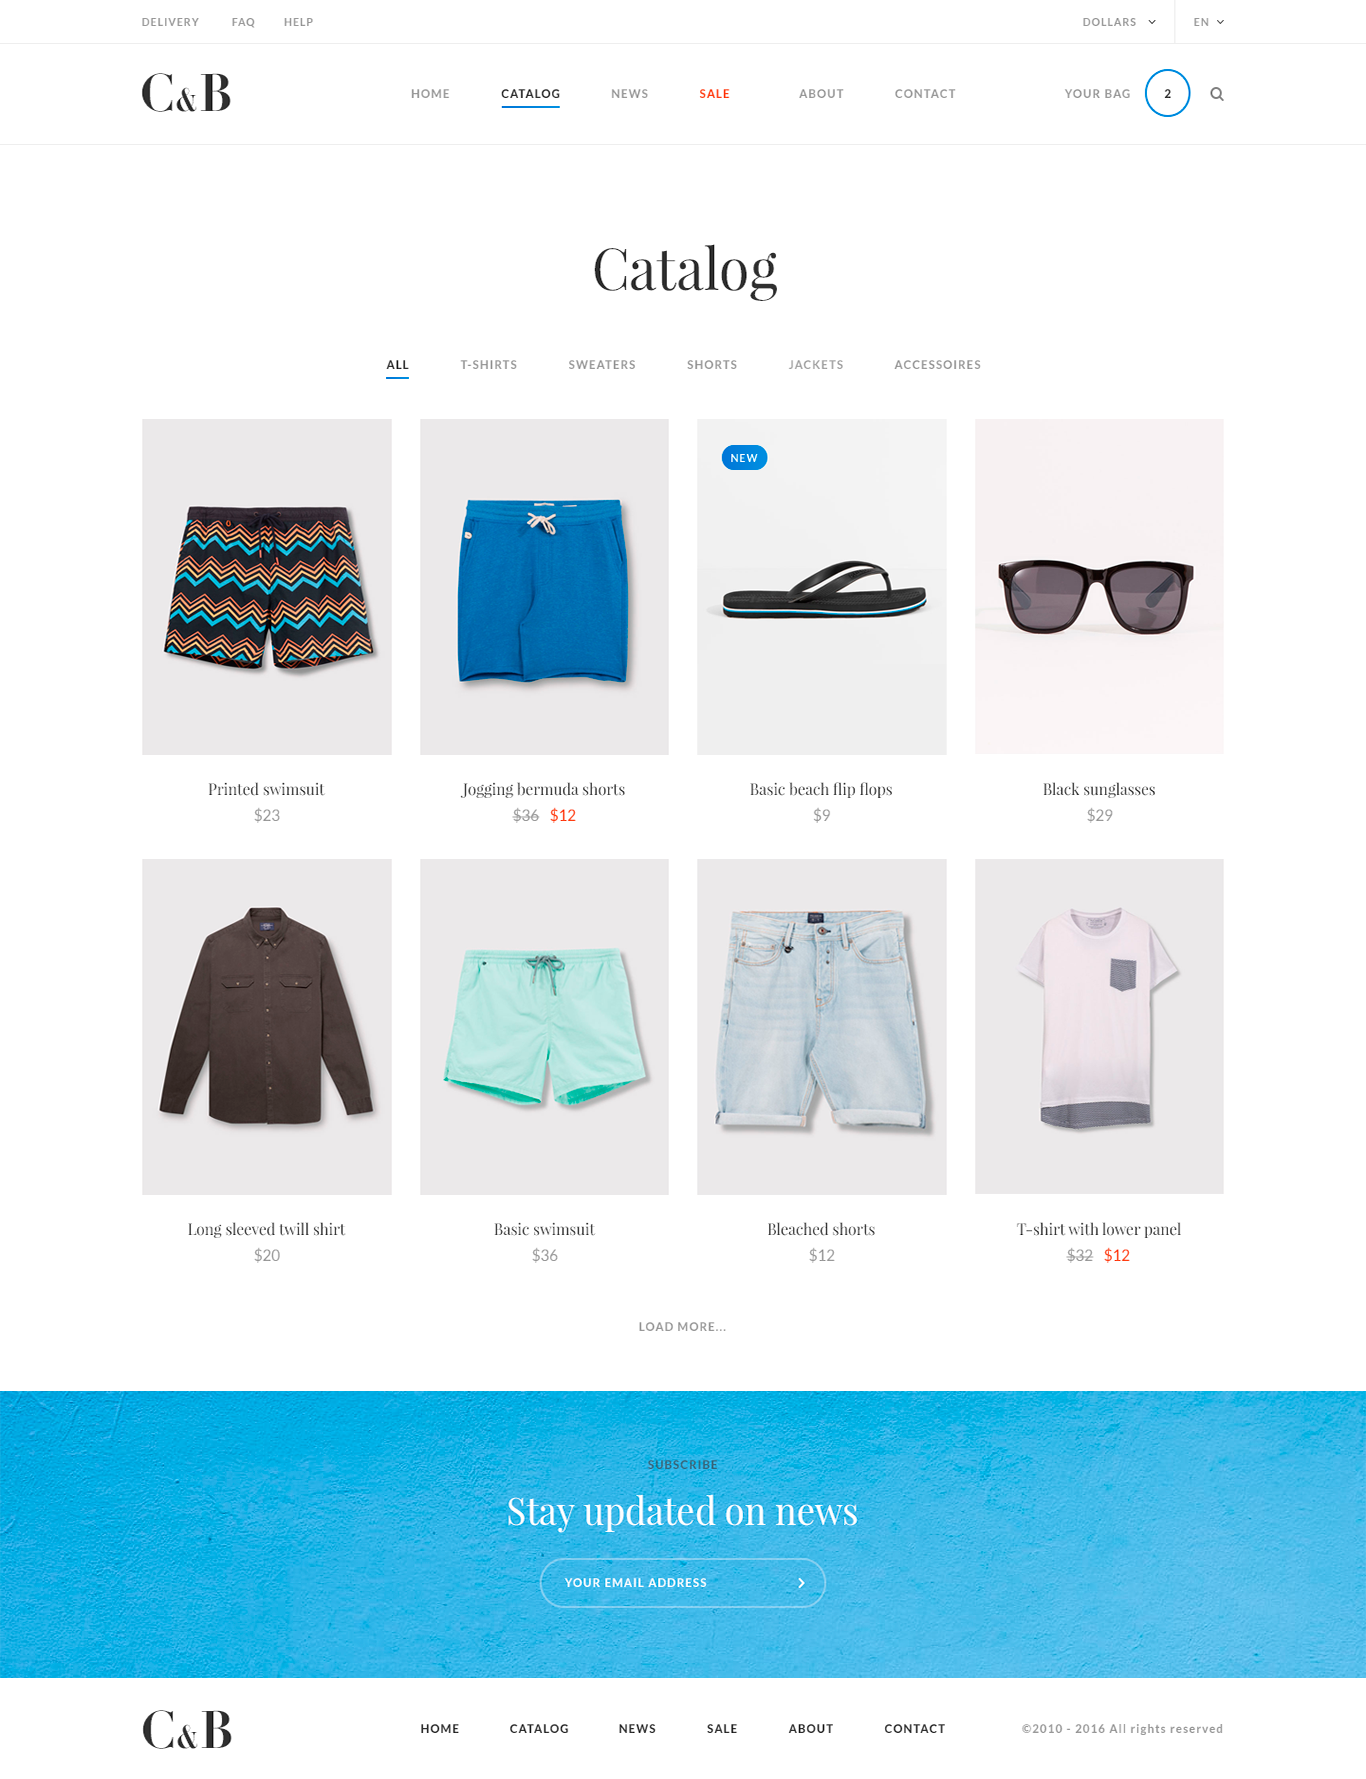 DELIVERY FAQ HELP DOLLARS EN
C&B HOME CATALOG NEWS SALE ABOUT CONTACT YOUR BAG 2
Catalog
ALL T-SHIRTS SWEATERS SHORTS JACKETS ACCESSOIRES
NEW
Printed swimsuit
$23
Jogging bermuda shorts
$36 $12
Basic beach flip flops
$9
Black sunglasses
$29
Long sleeved twill shirt
$20
Basic swimsuit
$36
Bleached shorts
$12
T-shirt with lower panel
$32 $12
LOAD MORE...
SUBSCRIBE
Stay updated on news
YOUR EMAIL ADDRESS
C&B HOME CATALOG NEWS SALE ABOUT CONTACT ©2010 - 2016 All rights reserved